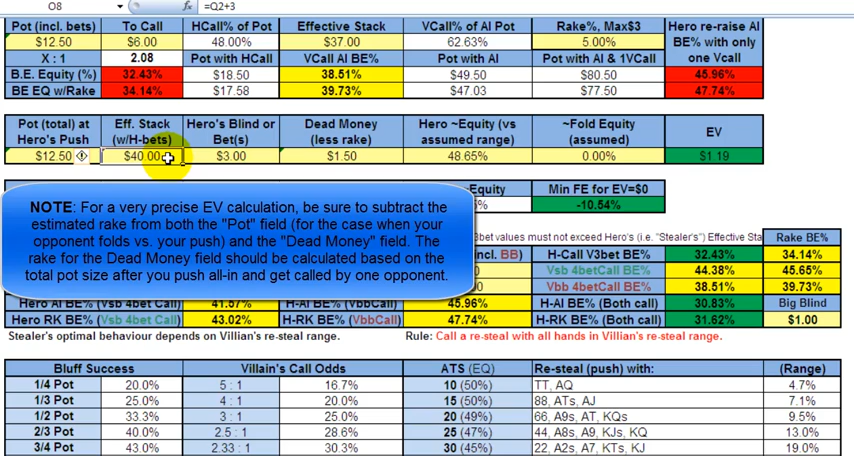 O8 fx =Q2+3
Pot (incl. bets) To Call HCall% of Pot Effective Stack VCall% of AI Pot Rake%, Max$3 Hero re-raise AI BE% with only one Vcall
$12.50 $6.00 48.00% $37.00 62.63% 5.00%
X : 1 2.08 Pot with HCall VCall AI BE% Pot with AI Pot with AI & 1VCall
B.E. Equity (%) 32.43% $18.50 38.51% $49.50 $80.50 45.96%
BE EQ w/Rake 34.14% $17.58 39.73% $47.03 $77.50 47.74%
Pot (total) at Hero's Push Eff. Stack (w/H-bets) Hero's Blind or Bet(s) Dead Money (less rake) Hero ~Equity (vs assumed range) ~Fold Equity (assumed) EV
$12.50 $40.00 $3.00 $1.50 48.65% 0.00% $1.19
Equity Min FE for EV=$0
-10.54%
NOTE: For a very precise EV calculation, be sure to subtract the
estimated rake from both the "Pot" field (for the case when your
opponent folds vs. your push) and the "Dead Money" field. The
rake for the Dead Money field should be calculated based on the
total pot size after you push all-in and get called by one opponent.
3bet values must not exceed Hero's (i.e. "Stealer's") Effective Sta Rake BE%
incl. BB) H-Call V3bet BE% 32.43% 34.14%
Vsb 4betCall BE% 44.38% 45.65%
Vbb 4betCall BE% 38.51% 39.73%
Hero AI BE% (Vsb 4bet Call) 41.57% H-AI BE% (VbbCall) 45.96% H-AI BE% (Both call) 30.83% Big Blind
Hero RK BE% (Vsb 4bet Call) 43.02% H-RK BE% (VbbCall) 47.74% H-RK BE% (Both call) 31.62% $1.00
Stealer's optimal behaviour depends on Villian's re-steal range. Rule: Call a re-steal with all hands in Villian's re-steal range.
Bluff Success Villain's Call Odds ATS (EQ) Re-steal (push) with: (Range)
1/4 Pot 20.0% 5 : 1 16.7% 10 (50%) TT, AQ 4.7%
1/3 Pot 25.0% 4 : 1 20.0% 15 (50%) 88, ATs, AJ 7.1%
1/2 Pot 33.3% 3 : 1 25.0% 20 (49%) 66, A9s, AT, KQs 9.5%
2/3 Pot 40.0% 2.5 : 1 28.6% 25 (47%) 44, A8s, A9, KJs, KQ 13.0%
3/4 Pot 43.0% 2.33 : 1 30.3% 30 (45%) 22, A2s, A7, KTs, KJ 19.0%